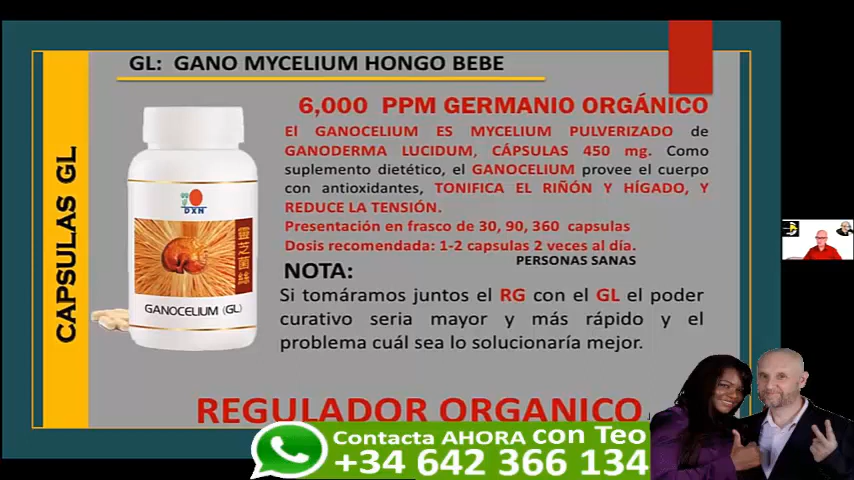 GL: GANO MYCELIUM HONGO BEBE
CAPSULAS GL
6,000 PPM GERMANIO ORGÁNICO
El GANOCELIUM ES MYCELIUM PULVERIZADO de
GANODERMA LUCIDUM, CÁPSULAS 450 mg. Como
suplemento dietético, el GANOCELIUM provee el cuerpo
con antioxidantes, TONIFICA EL RIÑÓN Y HÍGADO, Y
REDUCE LA TENSIÓN.
Presentación en frasco de 30, 90, 360 capsulas
Dosis recomendada: 1-2 capsulas 2 veces al día.
PERSONAS SANAS
NOTA:
Si tomáramos juntos el RG con el GL el poder
curativo seria mayor y más rápido y el
problema cuál sea lo solucionaría mejor.
DXN
靈芝菌絲
GANOCELIUM (GL)
REGULADOR ORGANICO
Contacta AHORA con Teo
+34 642 366 134